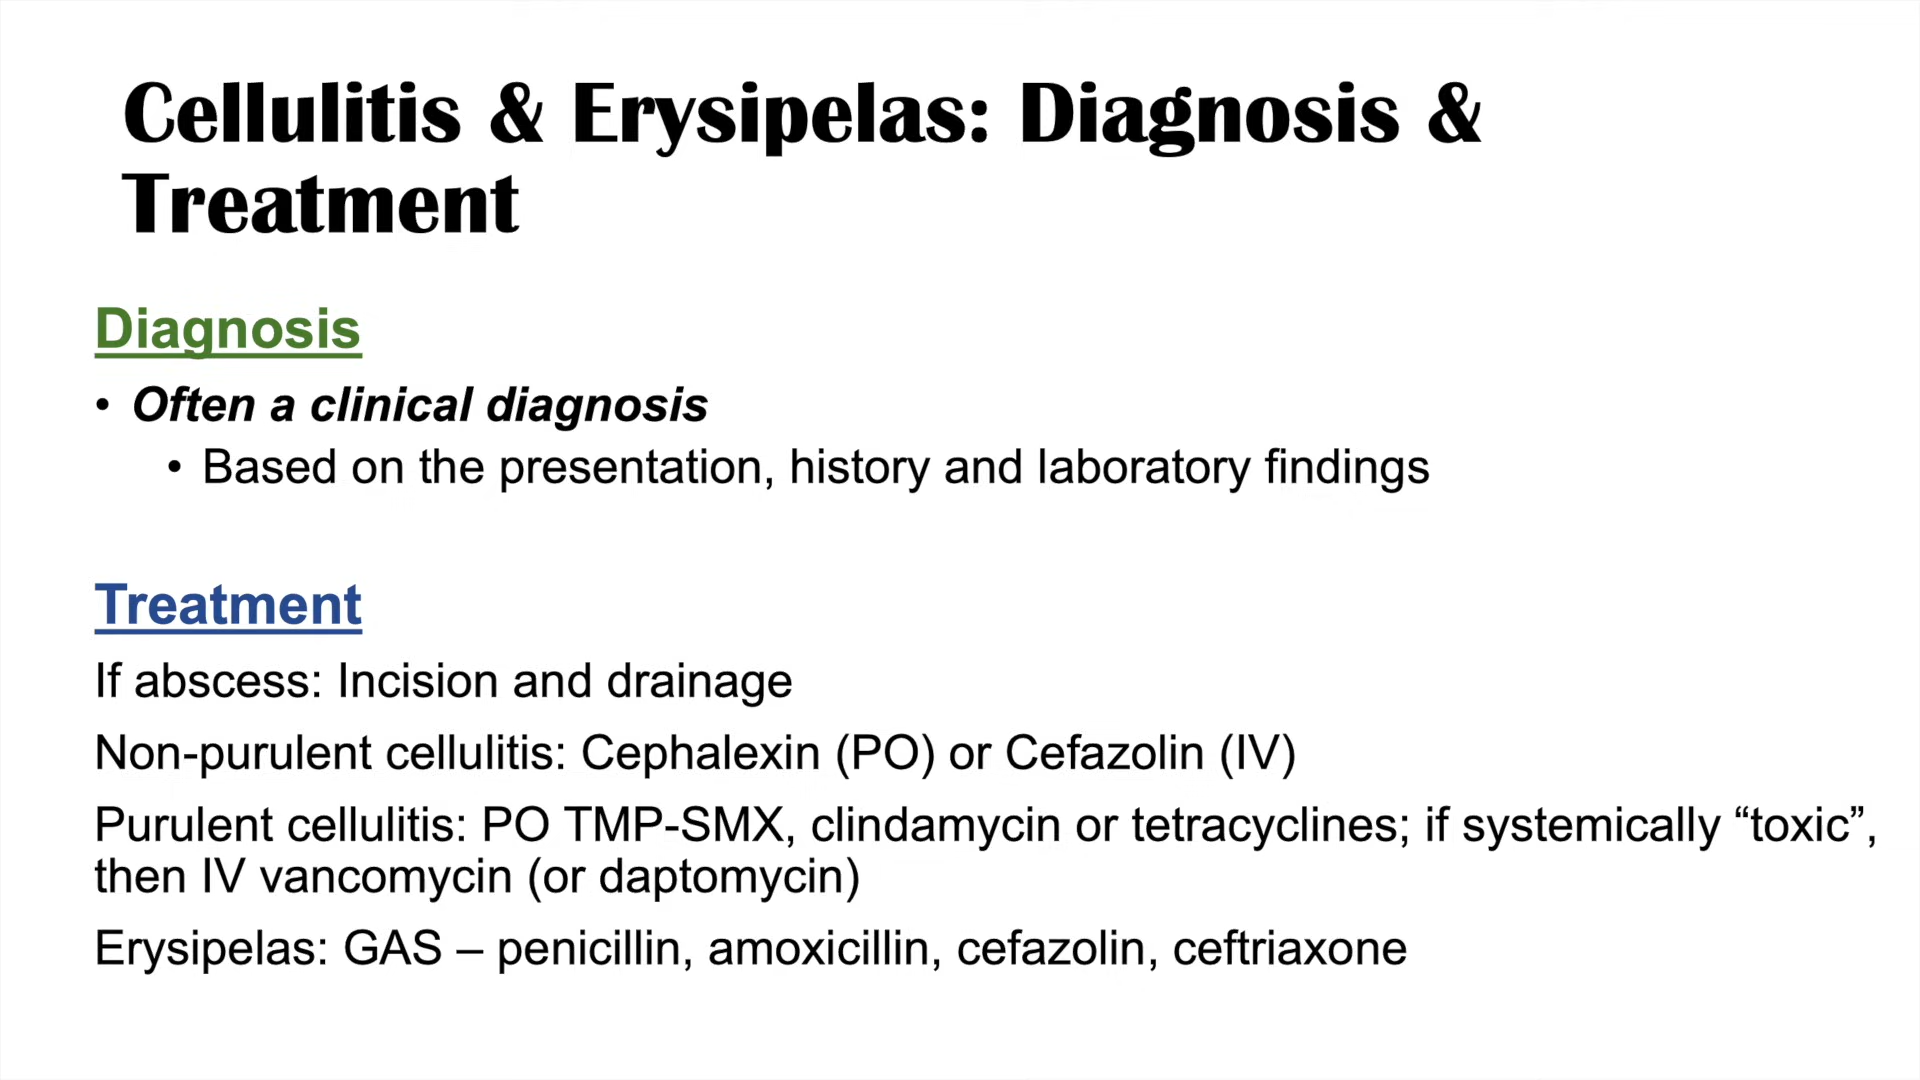 Cellulitis & Erysipelas: Diagnosis &
Treatment
Diagnosis
• Often a clinical diagnosis
• Based on the presentation, history and laboratory findings
Treatment
If abscess: Incision and drainage
Non-purulent cellulitis: Cephalexin (PO) or Cefazolin (IV)
Purulent cellulitis: PO TMP-SMX, clindamycin or tetracyclines; if systemically “toxic”,
then IV vancomycin (or daptomycin)
Erysipelas: GAS – penicillin, amoxicillin, cefazolin, ceftriaxone